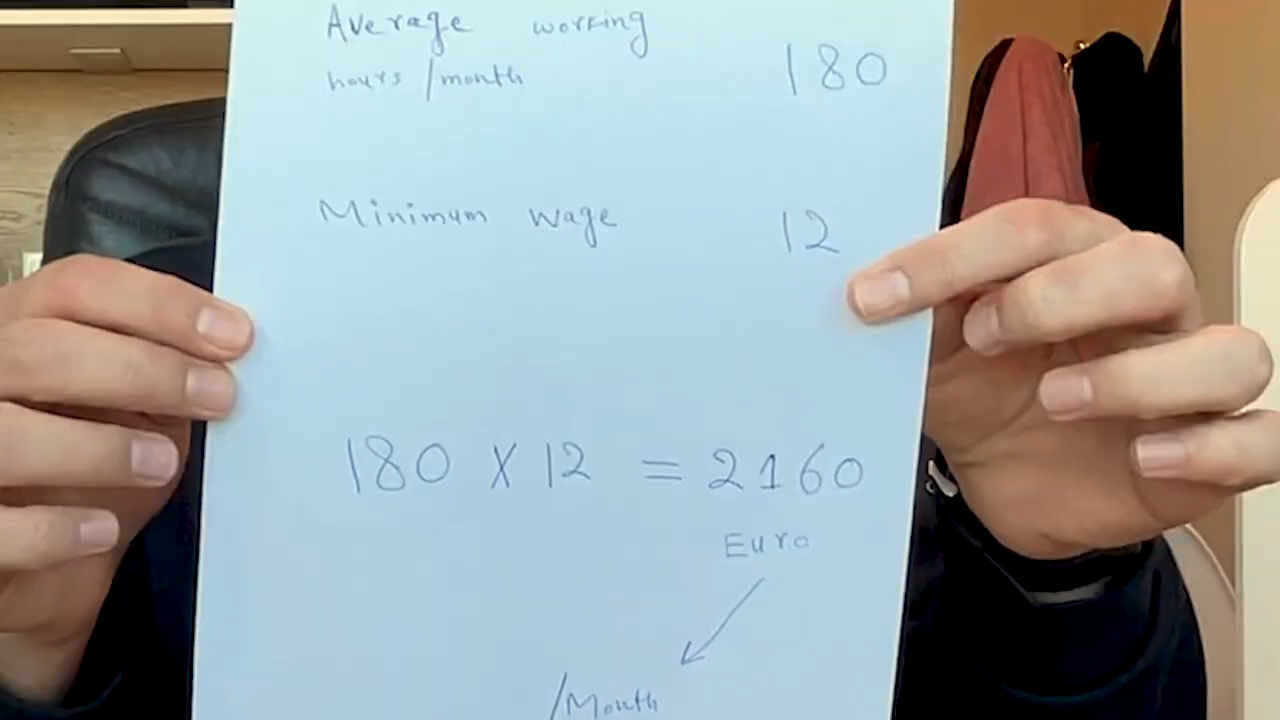 Average working
hours /month 180
Minimum wage 12
180 X 12 = 2160
Euro
/Month